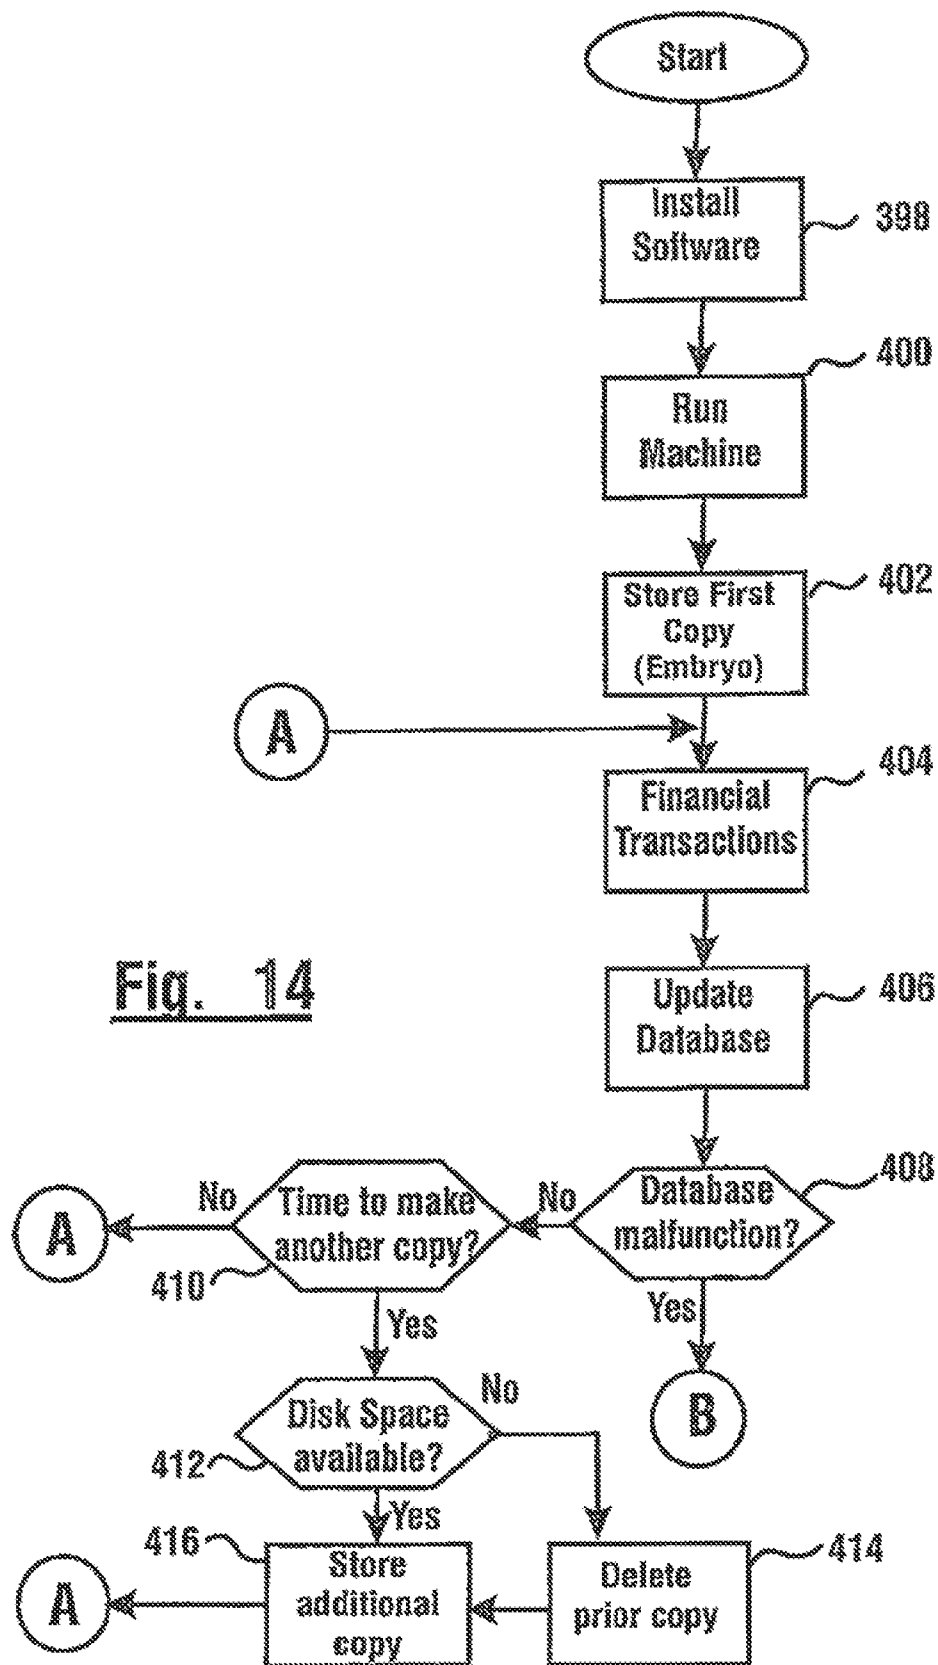 Start
Install
Software
398
Run
Machine
400
Store First
Copy
(Embryo)
402
A
Financial
Transactions
404
Fig. 14
Update
Database
406
A
No
Time to make
another copy?
410
No
Database
malfunction?
408
Yes
Yes
B
Disk Space
available?
412
No
Yes
A
416
Store
additional
copy
Delete
prior copy
414